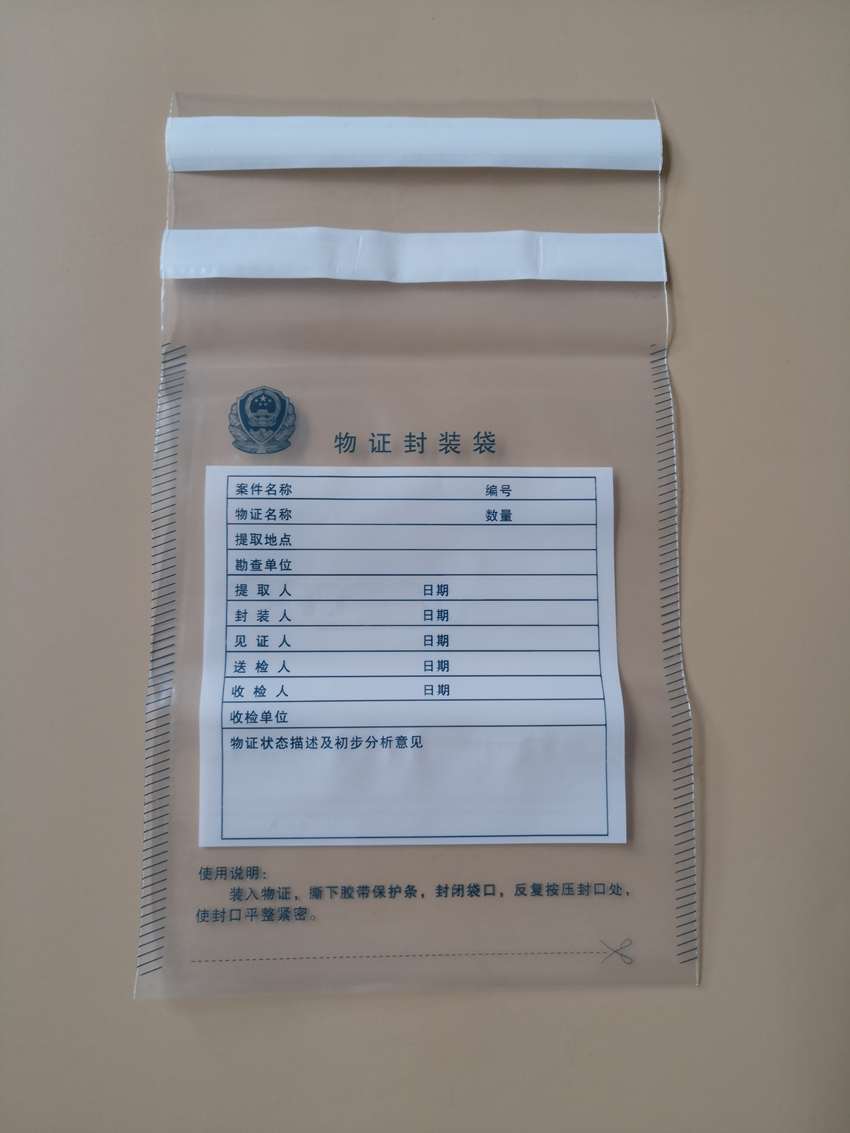 物证封装袋
案件名称 编号
物证名称 数量
提取地点
勘查单位
提取人 日期
封装人 日期
见证人 日期
送检人 日期
收检人 日期
收检单位
物证状态描述及初步分析意见
使用说明：
装入物证，撕下胶带保护条，封闭袋口，反复按压封口处，
使封口平整紧密。